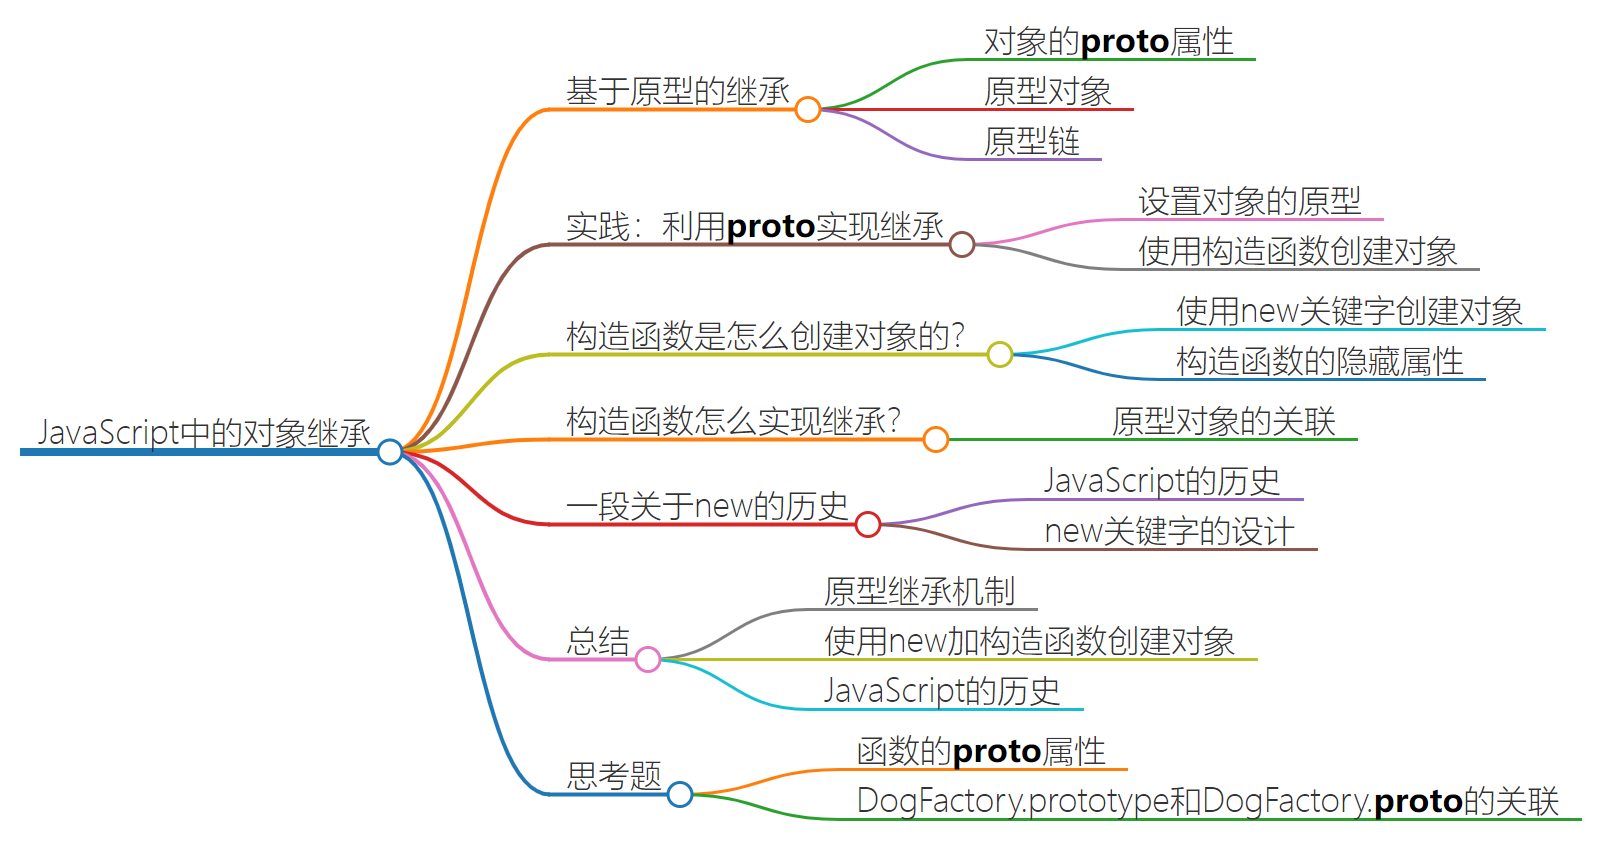 JavaScript中的对象继承
基于原型的继承
对象的proto属性
原型对象
原型链
实践：利用proto实现继承
设置对象的原型
使用构造函数创建对象
构造函数是怎么创建对象的？
使用new关键字创建对象
构造函数的隐藏属性
构造函数怎么实现继承？
原型对象的关联
一段关于new的历史
JavaScript的历史
new关键字的设计
总结
原型继承机制
使用new加构造函数创建对象
JavaScript的历史
思考题
函数的proto属性
DogFactory.prototype和DogFactory.proto的关联